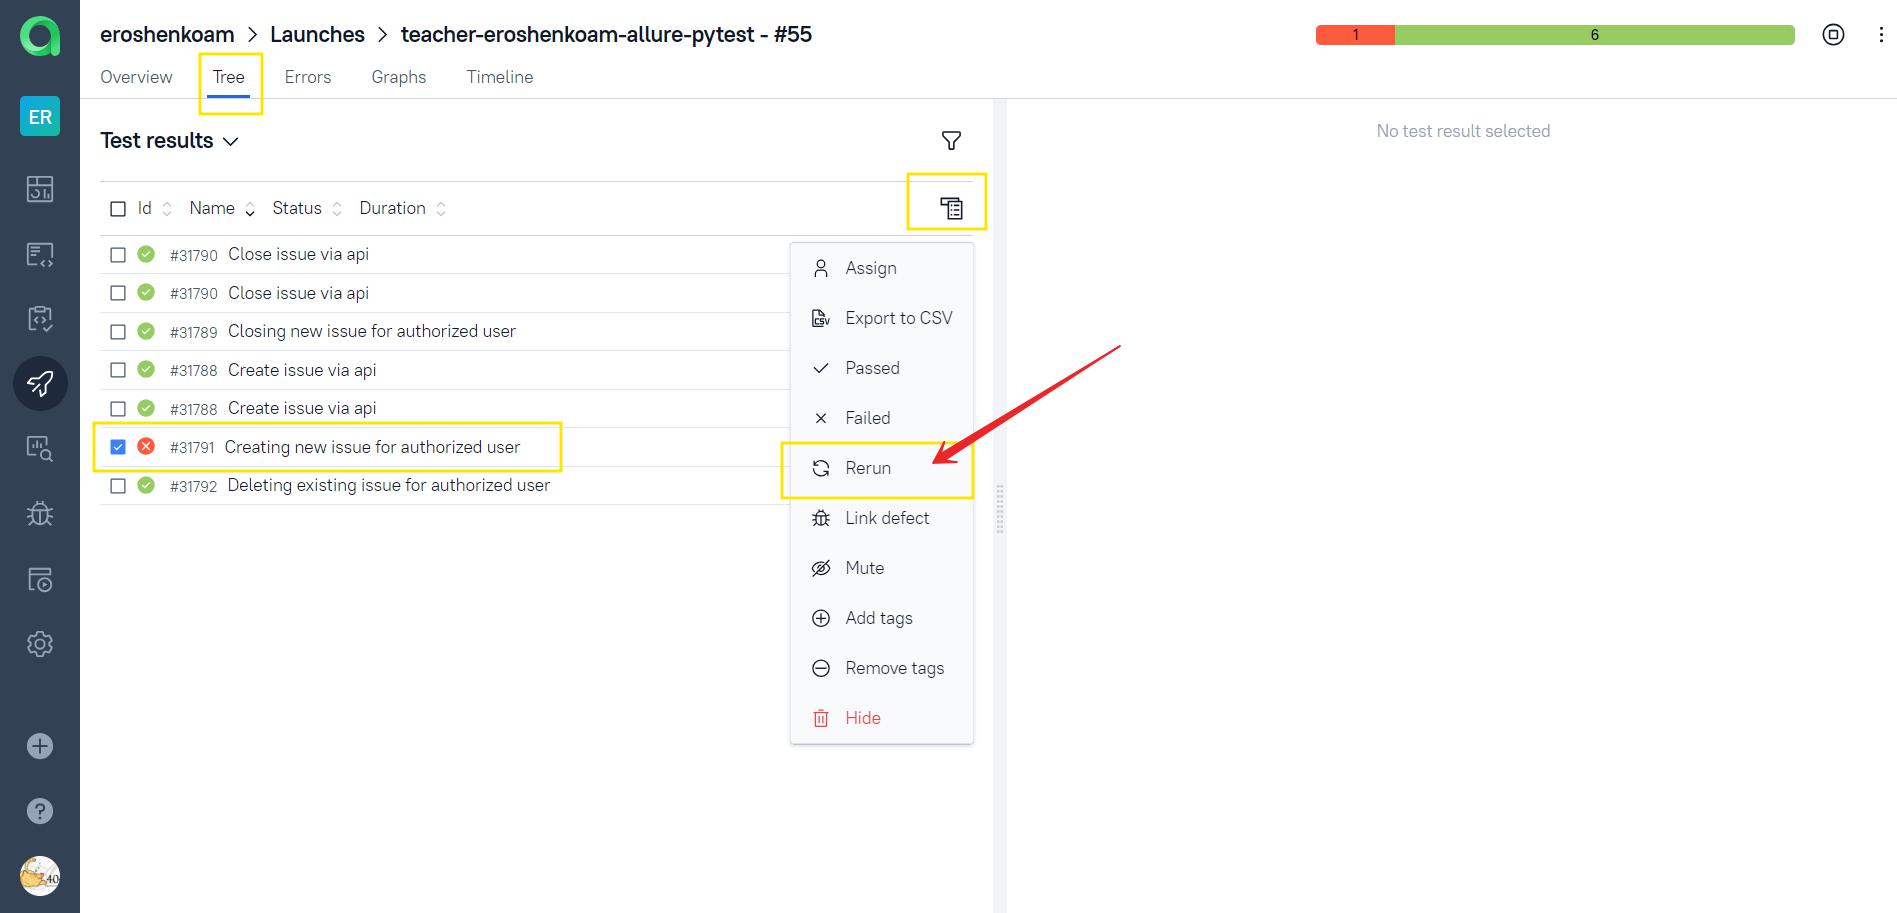 eroshenkoam > Launches > teacher-eroshenkoam-allure-pytest - #55
1 6
Overview Tree Errors Graphs Timeline
ER
Test results
No test result selected
Id Name Status Duration
#31790 Close issue via api
#31790 Close issue via api
#31789 Closing new issue for authorized user
#31788 Create issue via api
#31788 Create issue via api
#31791 Creating new issue for authorized user
#31792 Deleting existing issue for authorized user
Assign
CSV Export to CSV
Passed
Failed
Rerun
Link defect
Mute
Add tags
Remove tags
Hide
?
40